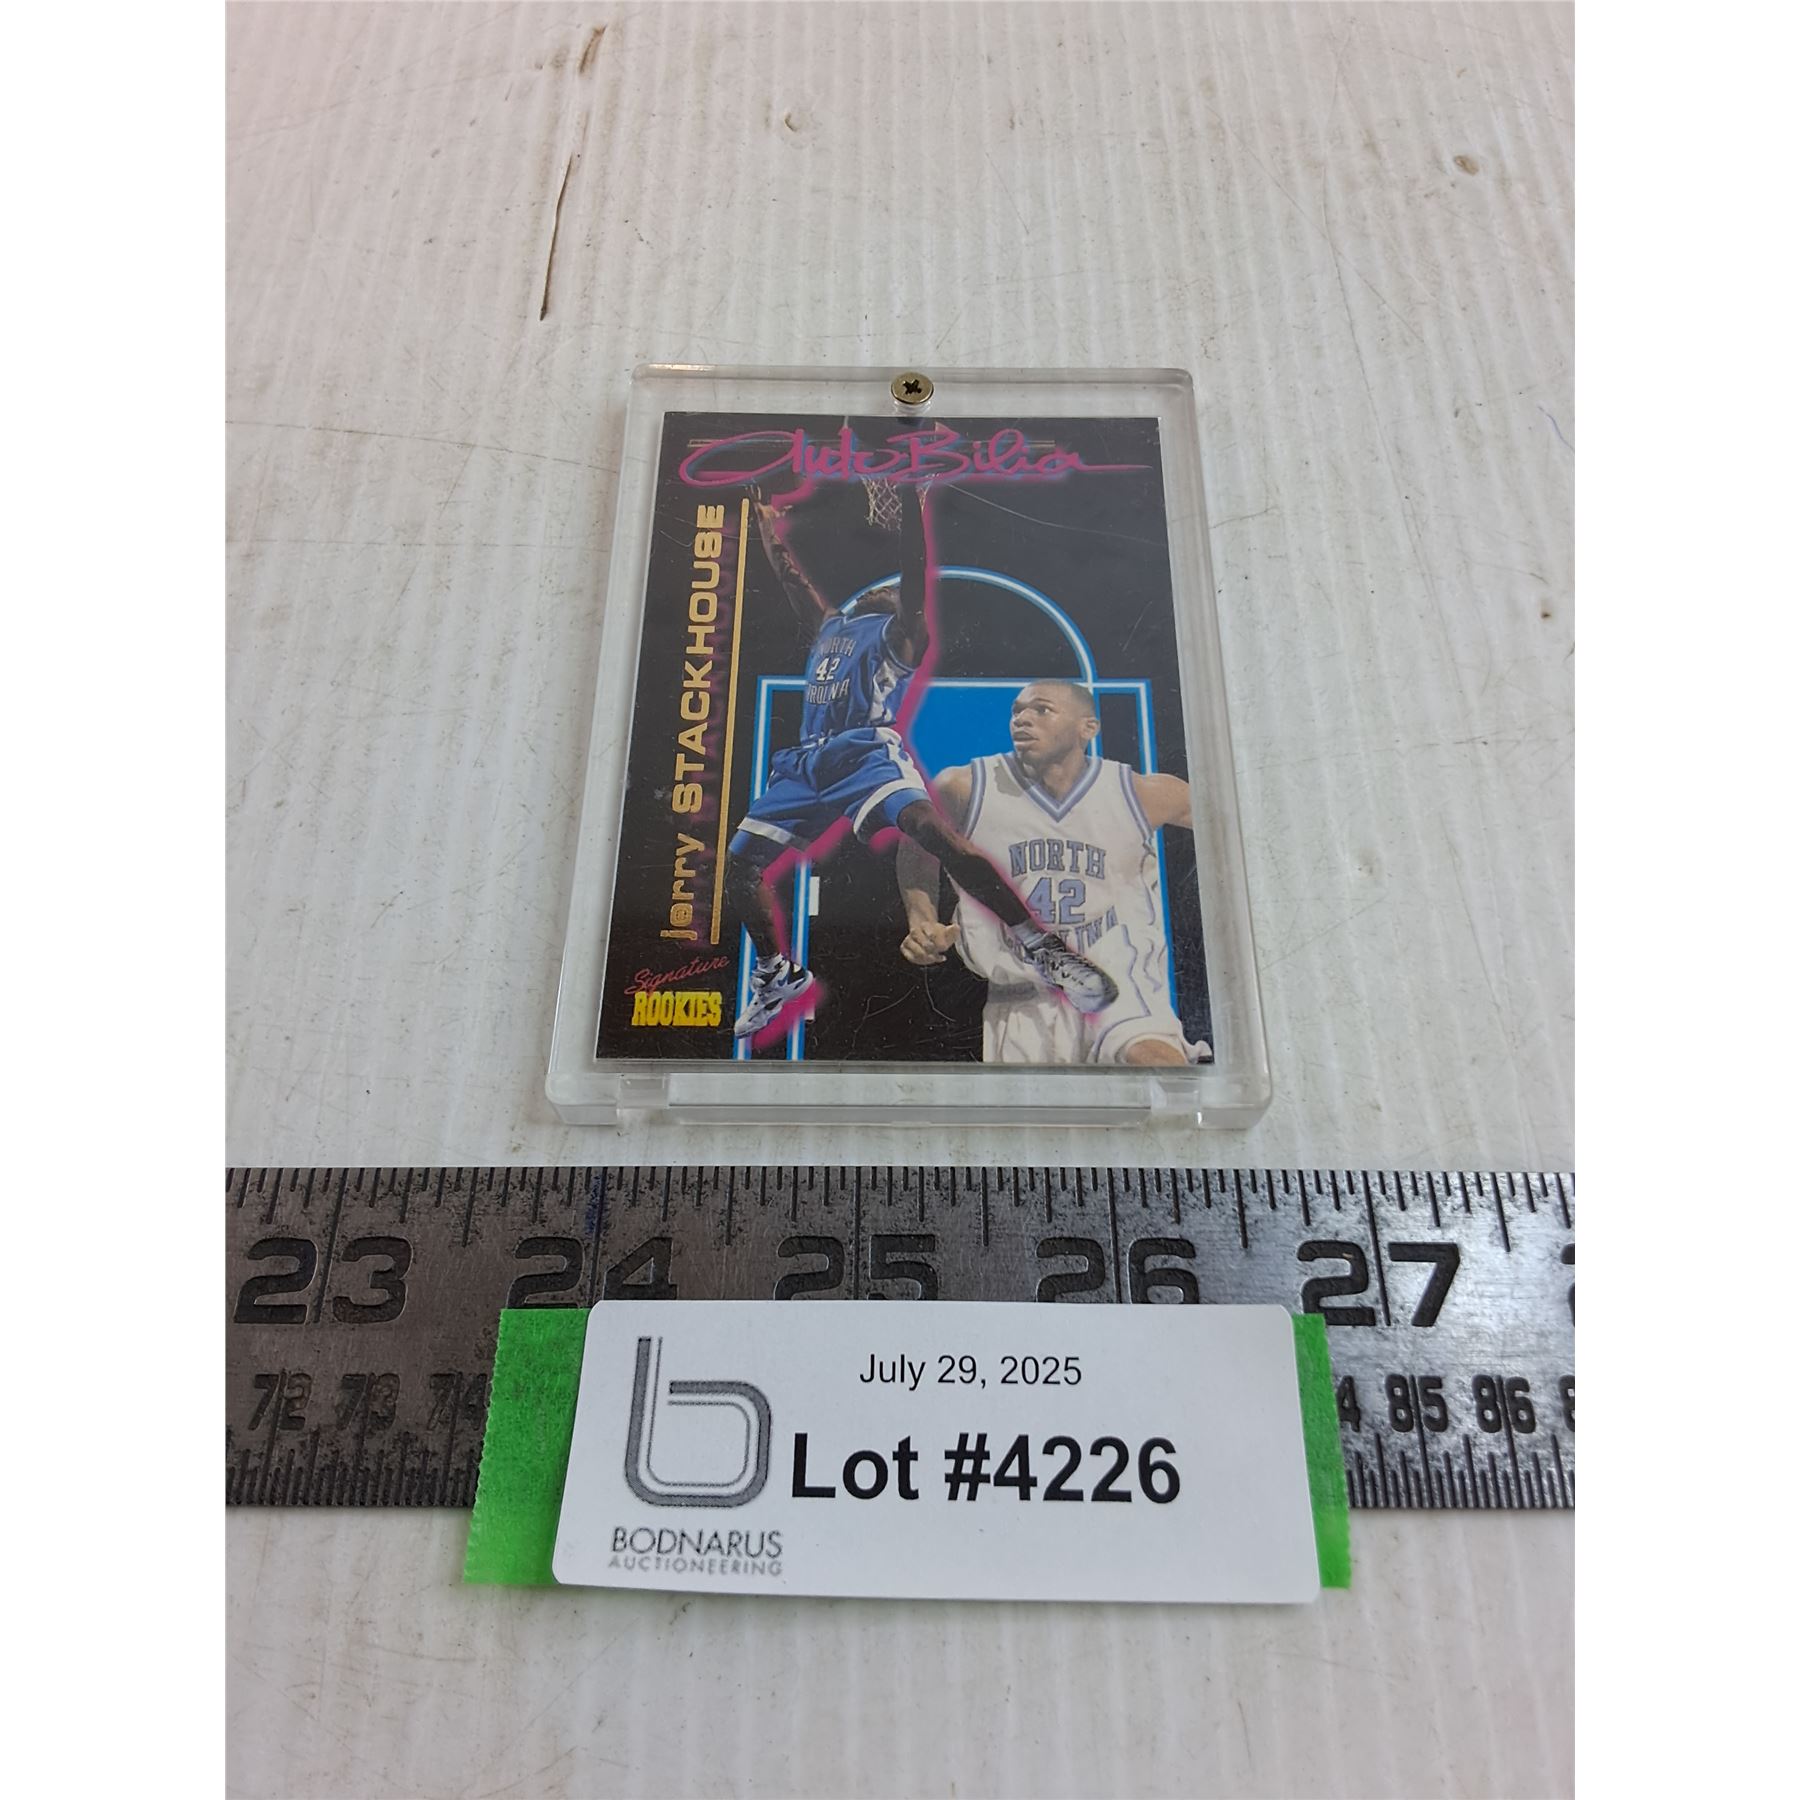 AutoBilia
jerry STACKHOUSE
NORTH
42
NORTH
42
Signature
ROOKIES
23 24 25 26 27
72 73 74 85 86
July 29, 2025
Lot #4226
BODNARUS
AUCTIONEERING